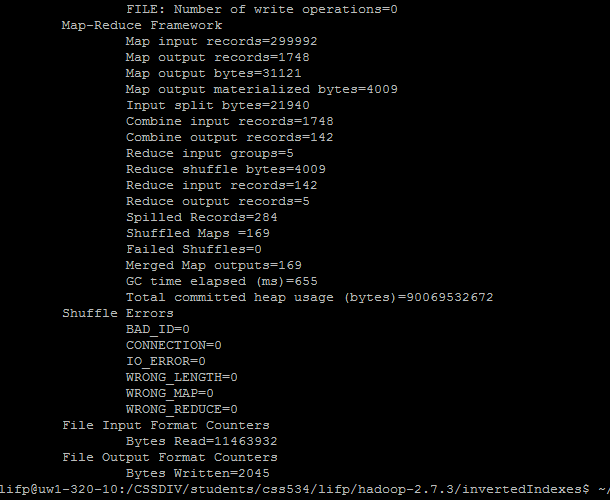 FILE: Number of write operations=0
Map-Reduce Framework
Map input records=299992
Map output records=1748
Map output bytes=31121
Map output materialized bytes=4009
Input split bytes=21940
Combine input records=1748
Combine output records=142
Reduce input groups=5
Reduce shuffle bytes=4009
Reduce input records=142
Reduce output records=5
Spilled Records=284
Shuffled Maps =169
Failed Shuffles=0
Merged Map outputs=169
GC time elapsed (ms)=655
Total committed heap usage (bytes)=90069532672
Shuffle Errors
BAD_ID=0
CONNECTION=0
IO_ERROR=0
WRONG_LENGTH=0
WRONG_MAP=0
WRONG_REDUCE=0
File Input Format Counters
Bytes Read=11463932
File Output Format Counters
Bytes Written=2045
lifp@uw1-320-10:/CSSDIV/students/css534/lifp/hadoop-2.7.3/invertedIndexes$ ~/